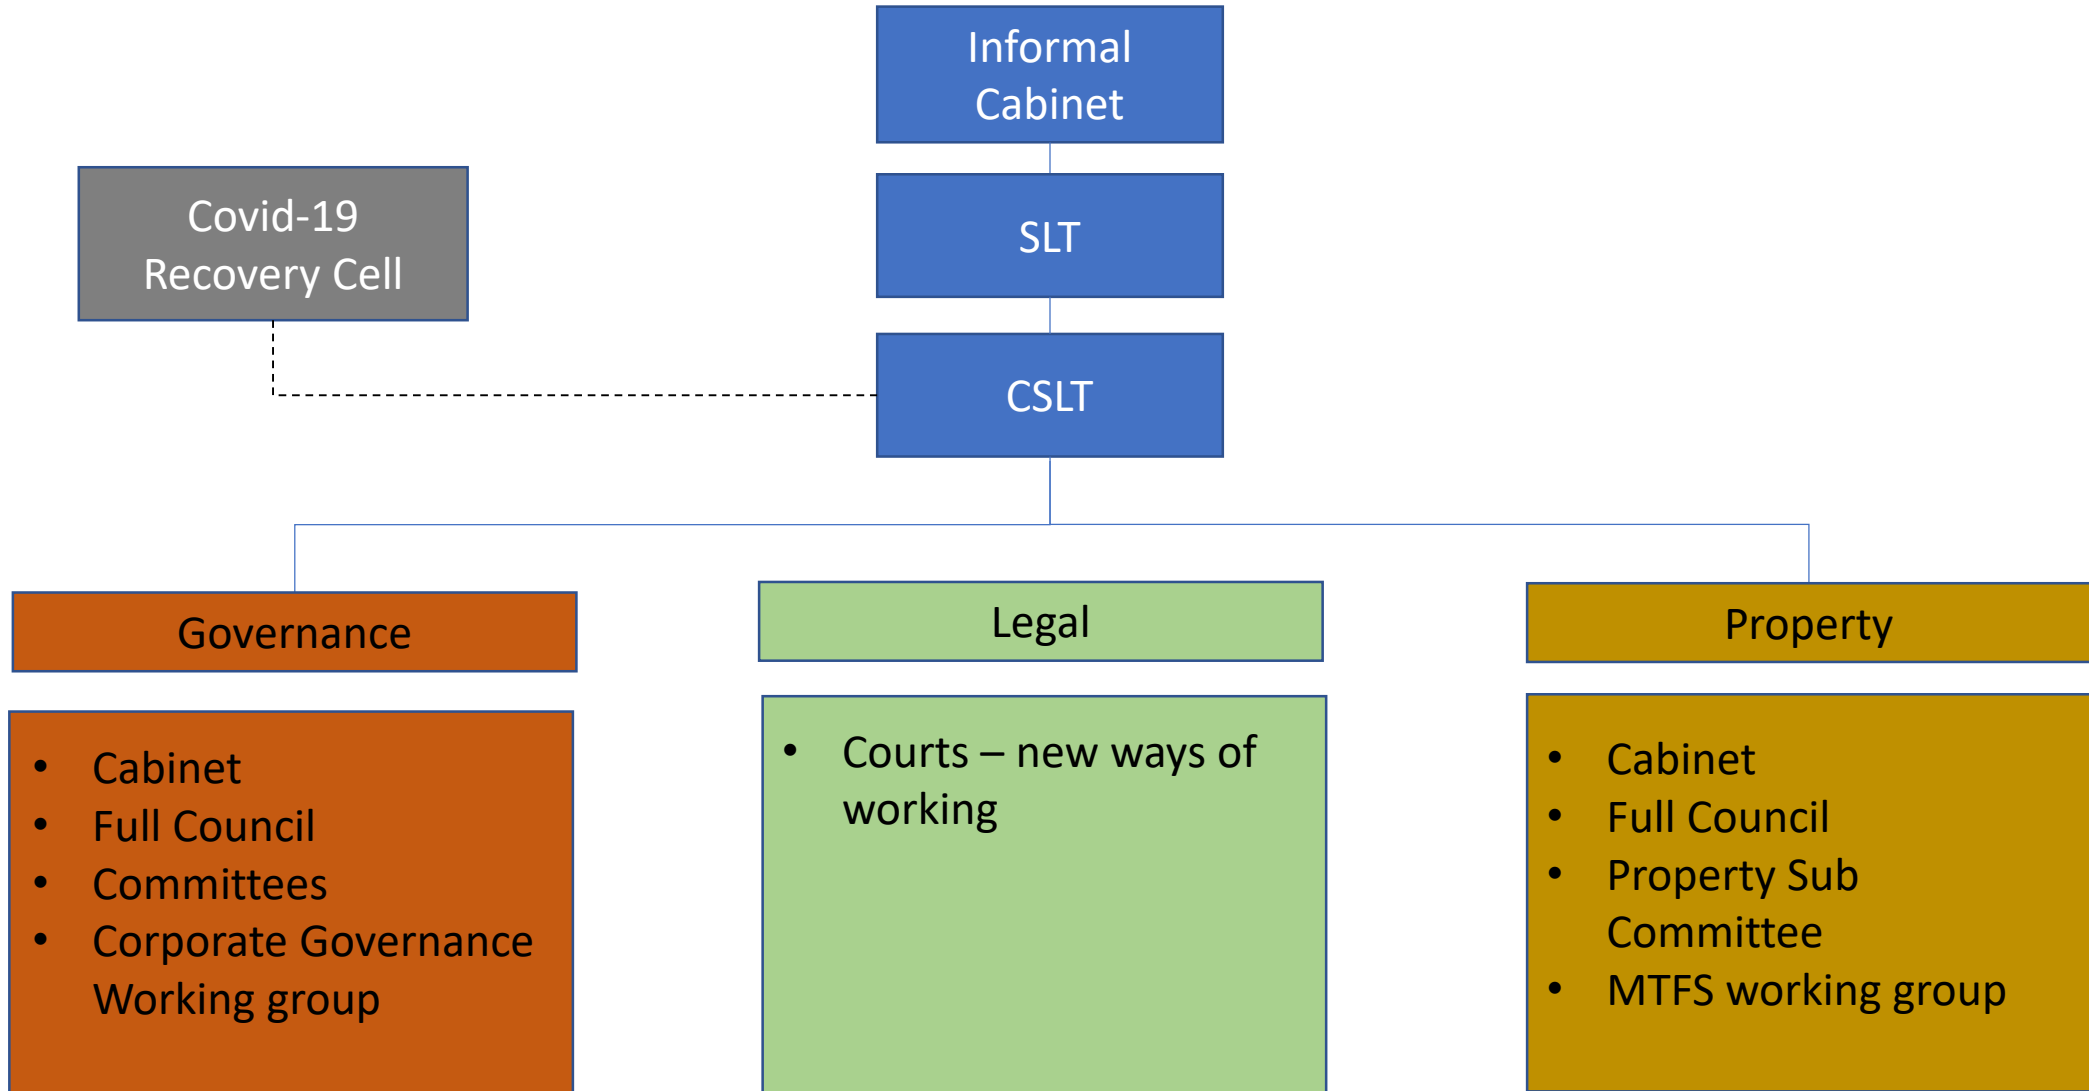 Informal
Cabinet
Covid-19
Recovery Cell
SLT
CSLT
Governance
Legal
Property
• Cabinet
• Full Council
• Committees
• Corporate Governance
Working group
• Courts – new ways of
working
• Cabinet
• Full Council
• Property Sub
Committee
• MTFS working group